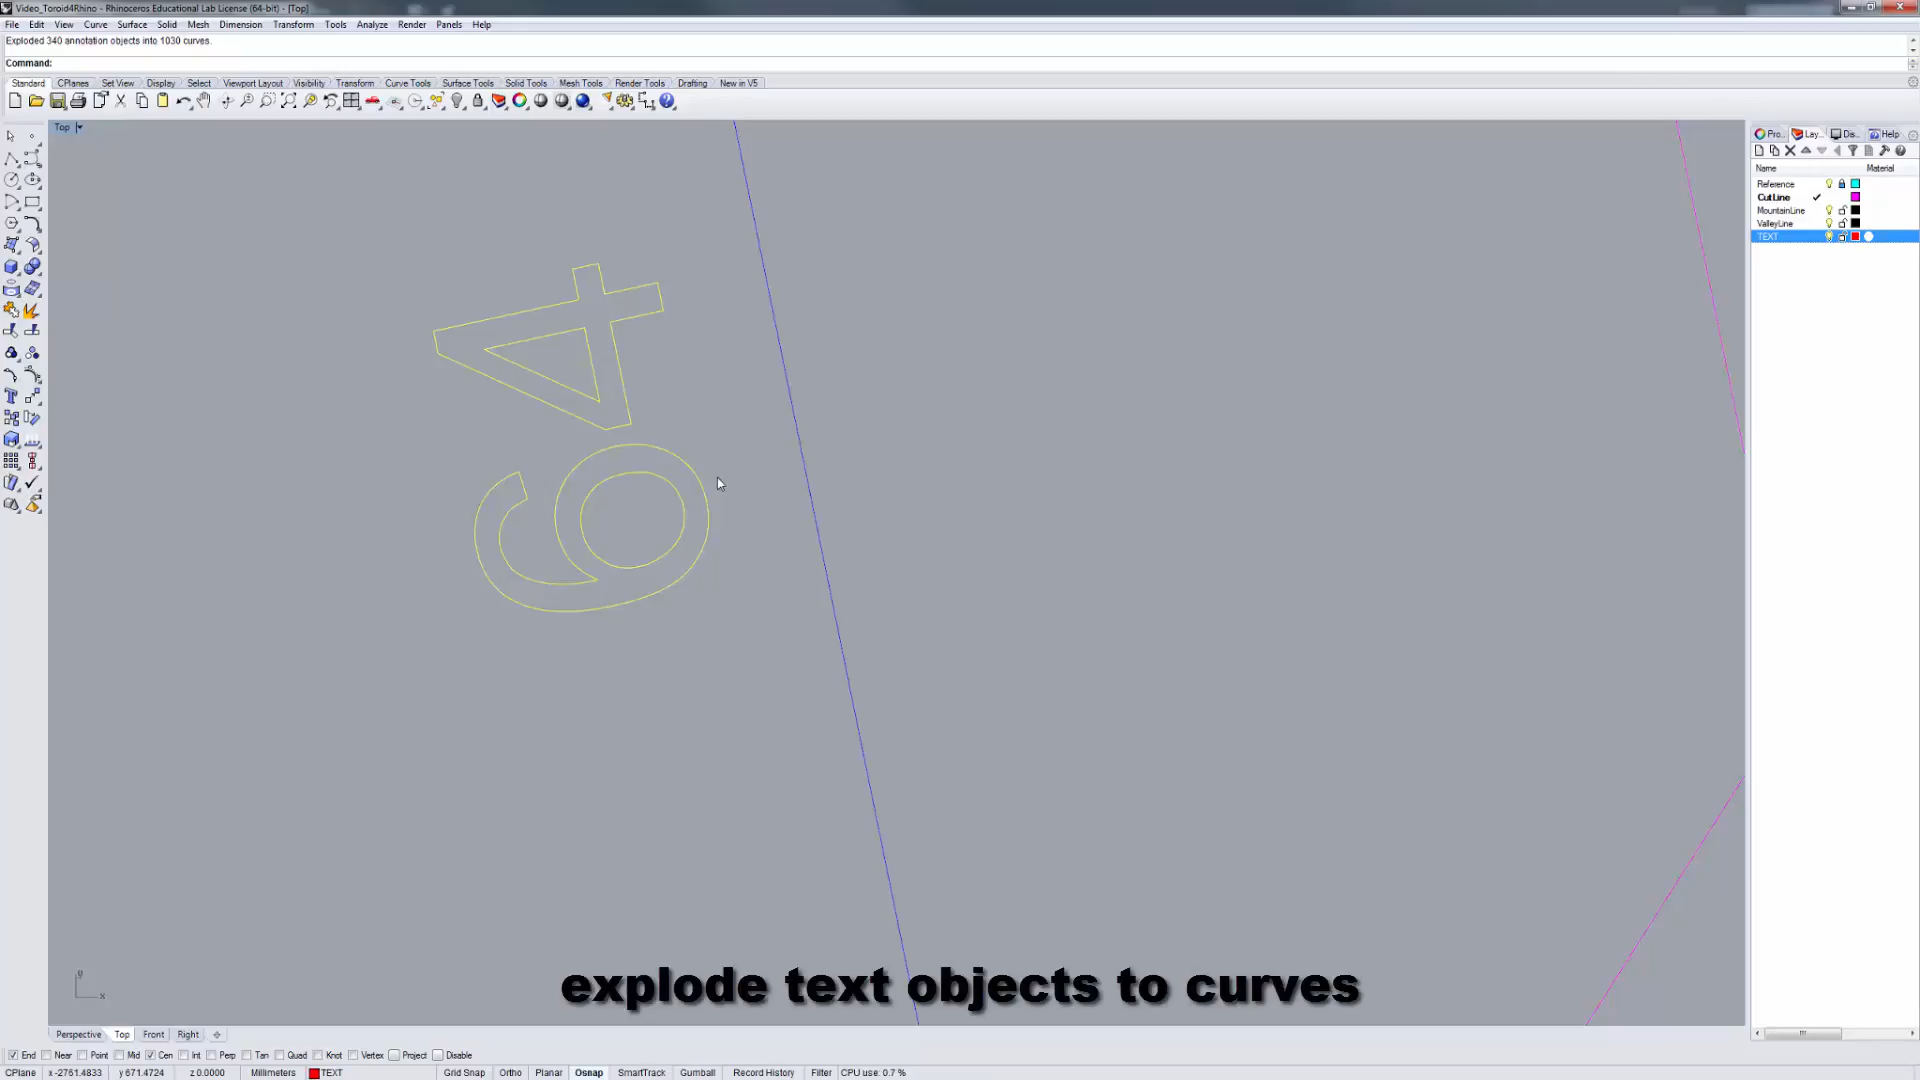 Video_Toroid4Rhino - Rhinoceros Educational Lab License (64-bit) - [Top]
File Edit View Curve Surface Solid Mesh Dimension Transform Tools Analyze Render Panels Help
Exploded 340 annotation objects into 1030 curves.
Command:
Standard CPlanes Set View Display Select Viewport Layout Visibility Transform Curve Tools Surface Tools Solid Tools Mesh Tools Render Tools Drafting New in V5
Top
Pro... Lay... Dis... Help
Name Material
Reference
CutLine
MountainLine
ValleyLine
TEXT
64
y
x
explode text objects to curves
Perspective Top Front Right
End Near Point Mid Cen Int Perp Tan Quad Knot Vertex Project Disable
CPlane x -2761.4833 y 671.4724 z 0.0000 Millimeters TEXT Grid Snap Ortho Planar Osnap SmartTrack Gumball Record History Filter CPU use: 0.7 %